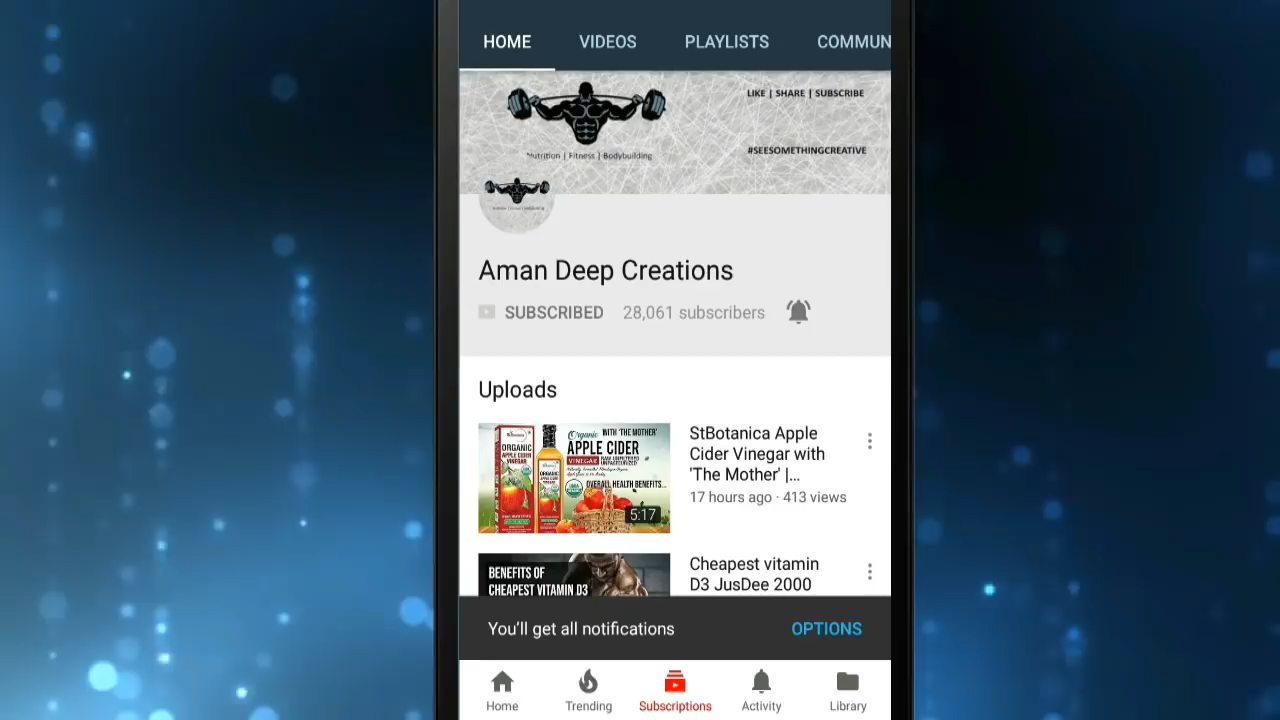 HOME VIDEOS PLAYLISTS COMMUN
LIKE | SHARE | SUBSCRIBE
Nutrition | Fitness | Bodybuilding
#SEESOMETHINGCREATIVE
Aman Deep Creations
SUBSCRIBED 28,061 subscribers
Uploads
ORGANIC
APPLE CIDER
VINEGAR
Organic WITH 'THE MOTHER'
APPLE CIDER
VINEGAR RAW UNFILTERED
UNPASTEURIZED
OVERALL HEALTH BENEFITS...
5:17
StBotanica Apple
Cider Vinegar with
'The Mother' |...
17 hours ago · 413 views
BENEFITS OF
CHEAPEST VITAMIN D3
Cheapest vitamin
D3 JusDee 2000
You'll get all notifications OPTIONS
Home Trending Subscriptions Activity Library